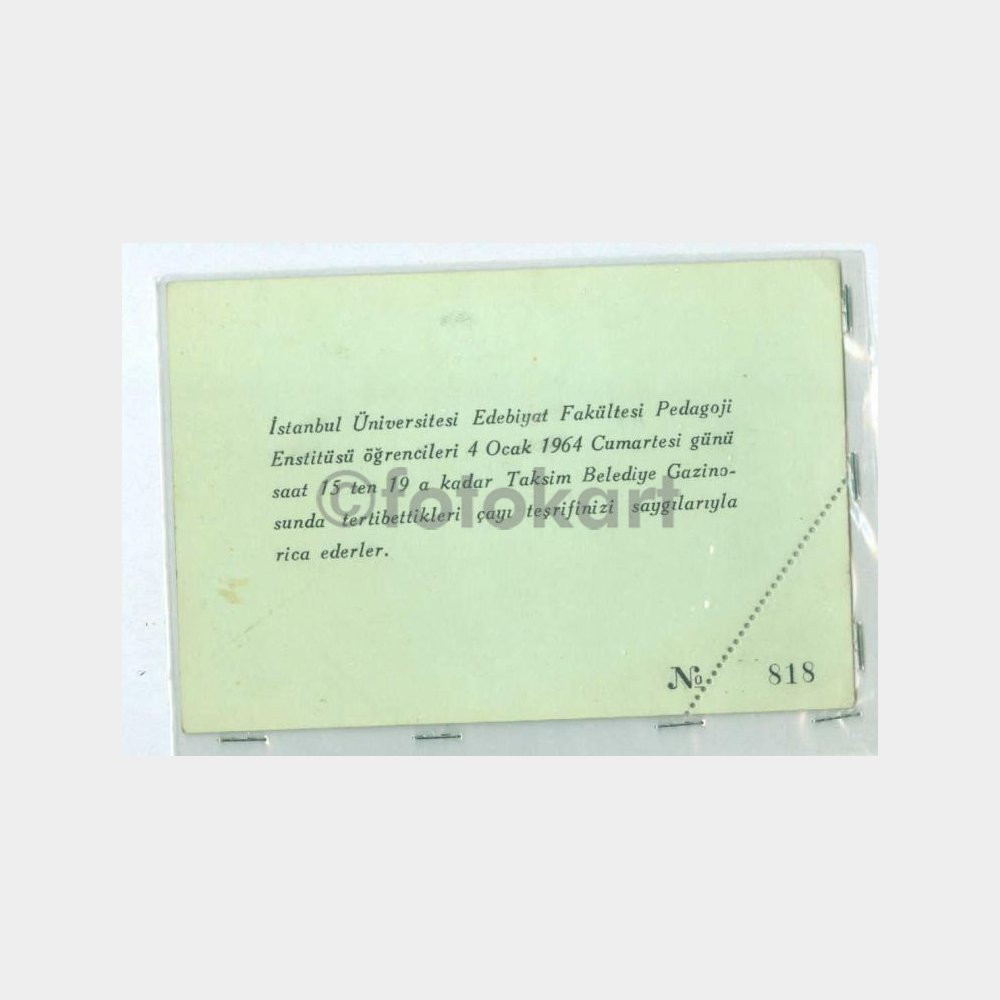 İstanbul Üniversitesi Edebiyat Fakültesi Pedagoji
Enstitüsü öğrencileri 4 Ocak 1964 Cumartesi günü
saat 15 ten 19 a kadar Taksim Belediye Gazino-
sunda tertibettikleri çayı teşrifinizi saygılarıyla
rica ederler.
©fotokart
No 818